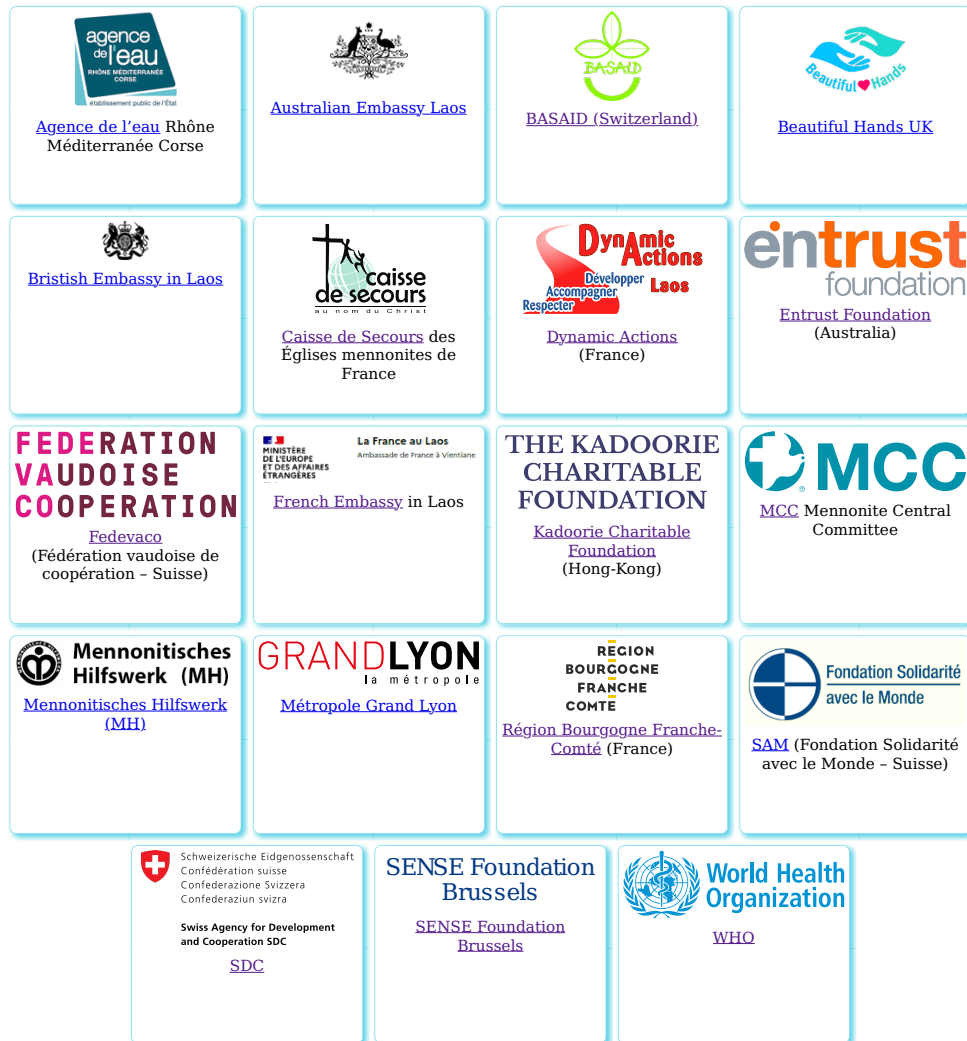 agence
de l'eau
RHÔNE MÉDITERRANÉE
CORSE
établissement public de l'État
Agence de l’eau Rhône
Méditerranée Corse
Australian Embassy Laos
BASAID
BASAID (Switzerland)
Beautiful Hands
Beautiful Hands UK
Bristish Embassy in Laos
caisse
de secours
au nom du Christ
Caisse de Secours des
Églises mennonites de
France
DynAmic
Actions
Développer
Accompagner
Respecter
Laos
Dynamic Actions
(France)
entrust
foundation
Entrust Foundation
(Australia)
FEDERATION
VAUDOISE
COOPERATION
Fedevaco
(Fédération vaudoise de
coopération – Suisse)
MINISTÈRE
DE L'EUROPE
ET DES AFFAIRES
ÉTRANGÈRES
La France au Laos
Ambassade de France à Vientiane
French Embassy in Laos
THE KADOORIE
CHARITABLE
FOUNDATION
Kadoorie Charitable
Foundation
(Hong-Kong)
MCC
MCC Mennonite Central
Committee
Mennonitisches
Hilfswerk (MH)
Mennonitisches Hilfswerk
(MH)
GRANDLYON
la métropole
Métropole Grand Lyon
REGION
BOURGOGNE
FRANCHE
COMTE
Région Bourgogne Franche-
Comté (France)
Fondation Solidarité
avec le Monde
SAM (Fondation Solidarité
avec le Monde – Suisse)
Schweizerische Eidgenossenschaft
Confédération suisse
Confederazione Svizzera
Confederaziun svizra
Swiss Agency for Development
and Cooperation SDC
SDC
SENSE Foundation
Brussels
SENSE Foundation
Brussels
World Health
Organization
WHO